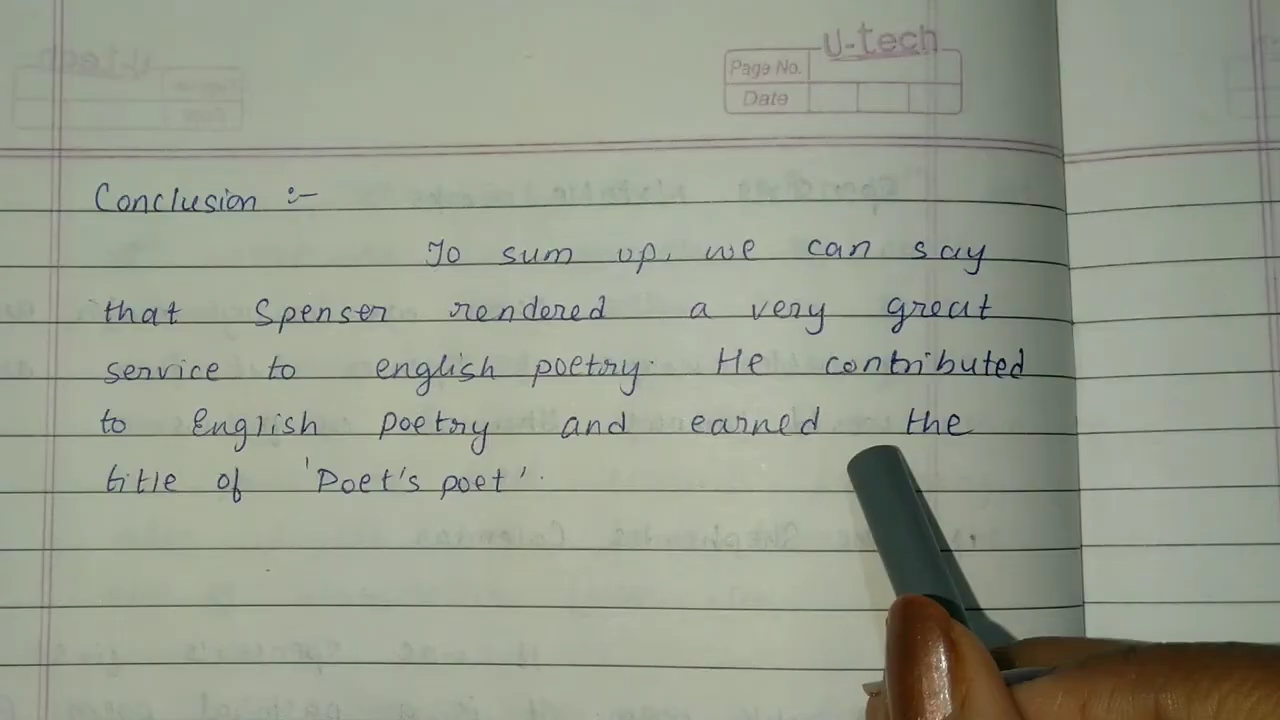 U-tech
Page No.
Date
Conclusion :-
To sum up, we can say
that Spenser rendered a very great
service to english poetry. He contributed
to English poetry and earned the
title of 'Poet's poet'.